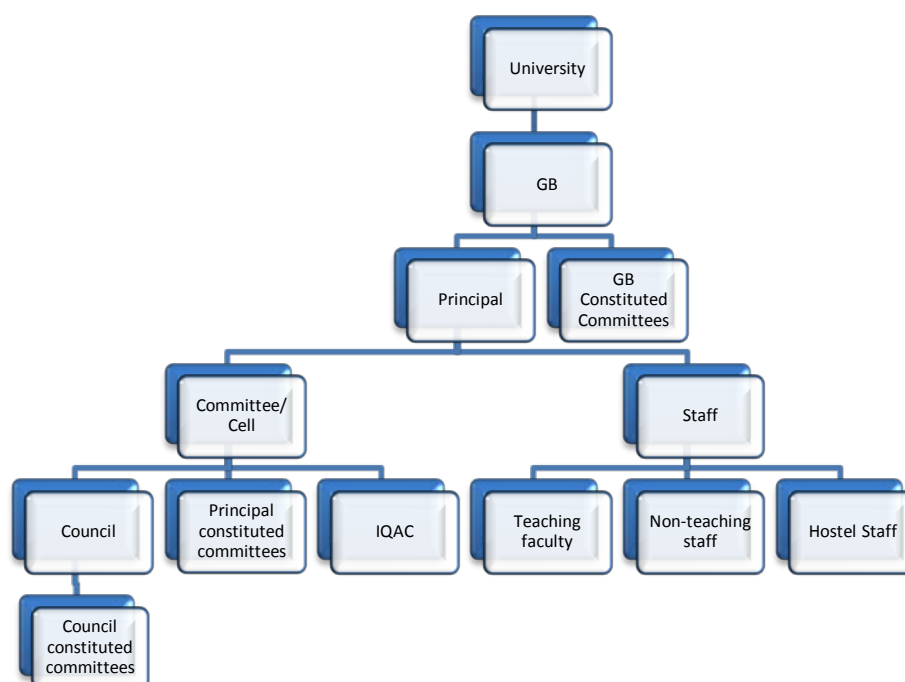 University
GB
Principal
GB
Constituted
Committees
Committee/
Cell
Staff
Council
Principal
constituted
committees
IQAC
Teaching
faculty
Non-teaching
staff
Hostel Staff
Council
constituted
committees